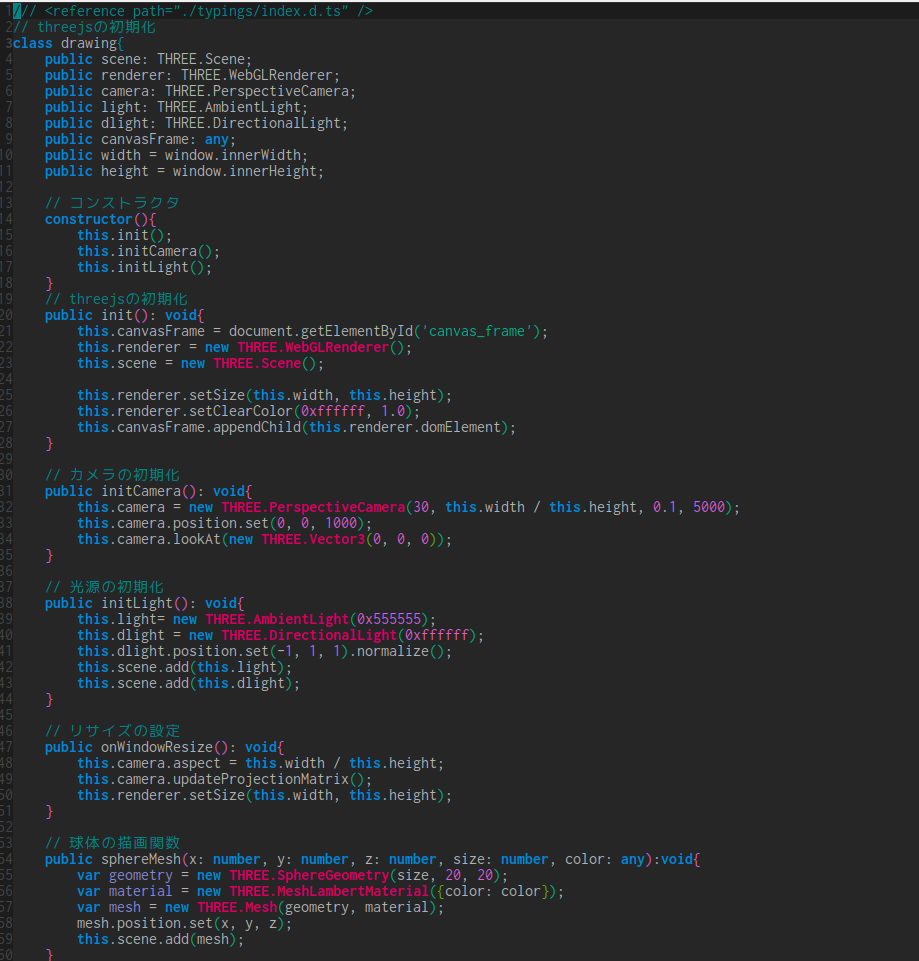 1/// <reference path="./typings/index.d.ts" />
2// threejsの初期化
3class drawing{
4    public scene: THREE.Scene;
5    public renderer: THREE.WebGLRenderer;
6    public camera: THREE.PerspectiveCamera;
7    public light: THREE.AmbientLight;
8    public dlight: THREE.DirectionalLight;
9    public canvasFrame: any;
10    public width = window.innerWidth;
11    public height = window.innerHeight;
12
13    // コンストラクタ
14    constructor(){
15        this.init();
16        this.initCamera();
17        this.initLight();
18    }
19    // threejsの初期化
20    public init(): void{
21        this.canvasFrame = document.getElementById('canvas_frame');
22        this.renderer = new THREE.WebGLRenderer();
23        this.scene = new THREE.Scene();
24
25        this.renderer.setSize(this.width, this.height);
26        this.renderer.setClearColor(0xffffff, 1.0);
27        this.canvasFrame.appendChild(this.renderer.domElement);
28    }
29
30    // カメラの初期化
31    public initCamera(): void{
32        this.camera = new THREE.PerspectiveCamera(30, this.width / this.height, 0.1, 5000);
33        this.camera.position.set(0, 0, 1000);
34        this.camera.lookAt(new THREE.Vector3(0, 0, 0));
35    }
36
37    // 光源の初期化
38    public initLight(): void{
39        this.light= new THREE.AmbientLight(0x555555);
40        this.dlight = new THREE.DirectionalLight(0xffffff);
41        this.dlight.position.set(-1, 1, 1).normalize();
42        this.scene.add(this.light);
43        this.scene.add(this.dlight);
44    }
45
46    // リサイズの設定
47    public onWindowResize(): void{
48        this.camera.aspect = this.width / this.height;
49        this.camera.updateProjectionMatrix();
50        this.renderer.setSize(this.width, this.height);
51    }
52
53    // 球体の描画関数
54    public sphereMesh(x: number, y: number, z: number, size: number, color: any):void{
55        var geometry = new THREE.SphereGeometry(size, 20, 20);
56        var material = new THREE.MeshLambertMaterial({color: color});
57        var mesh = new THREE.Mesh(geometry, material);
58        mesh.position.set(x, y, z);
59        this.scene.add(mesh);
60    }